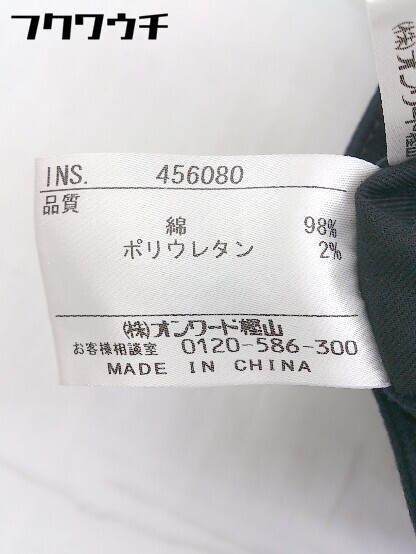 フクワウチ
INS. 456080
品質
綿 98%
ポリウレタン 2%
(株)オンワード樫山
お客様相談室 0120-586-300
MADE IN CHINA